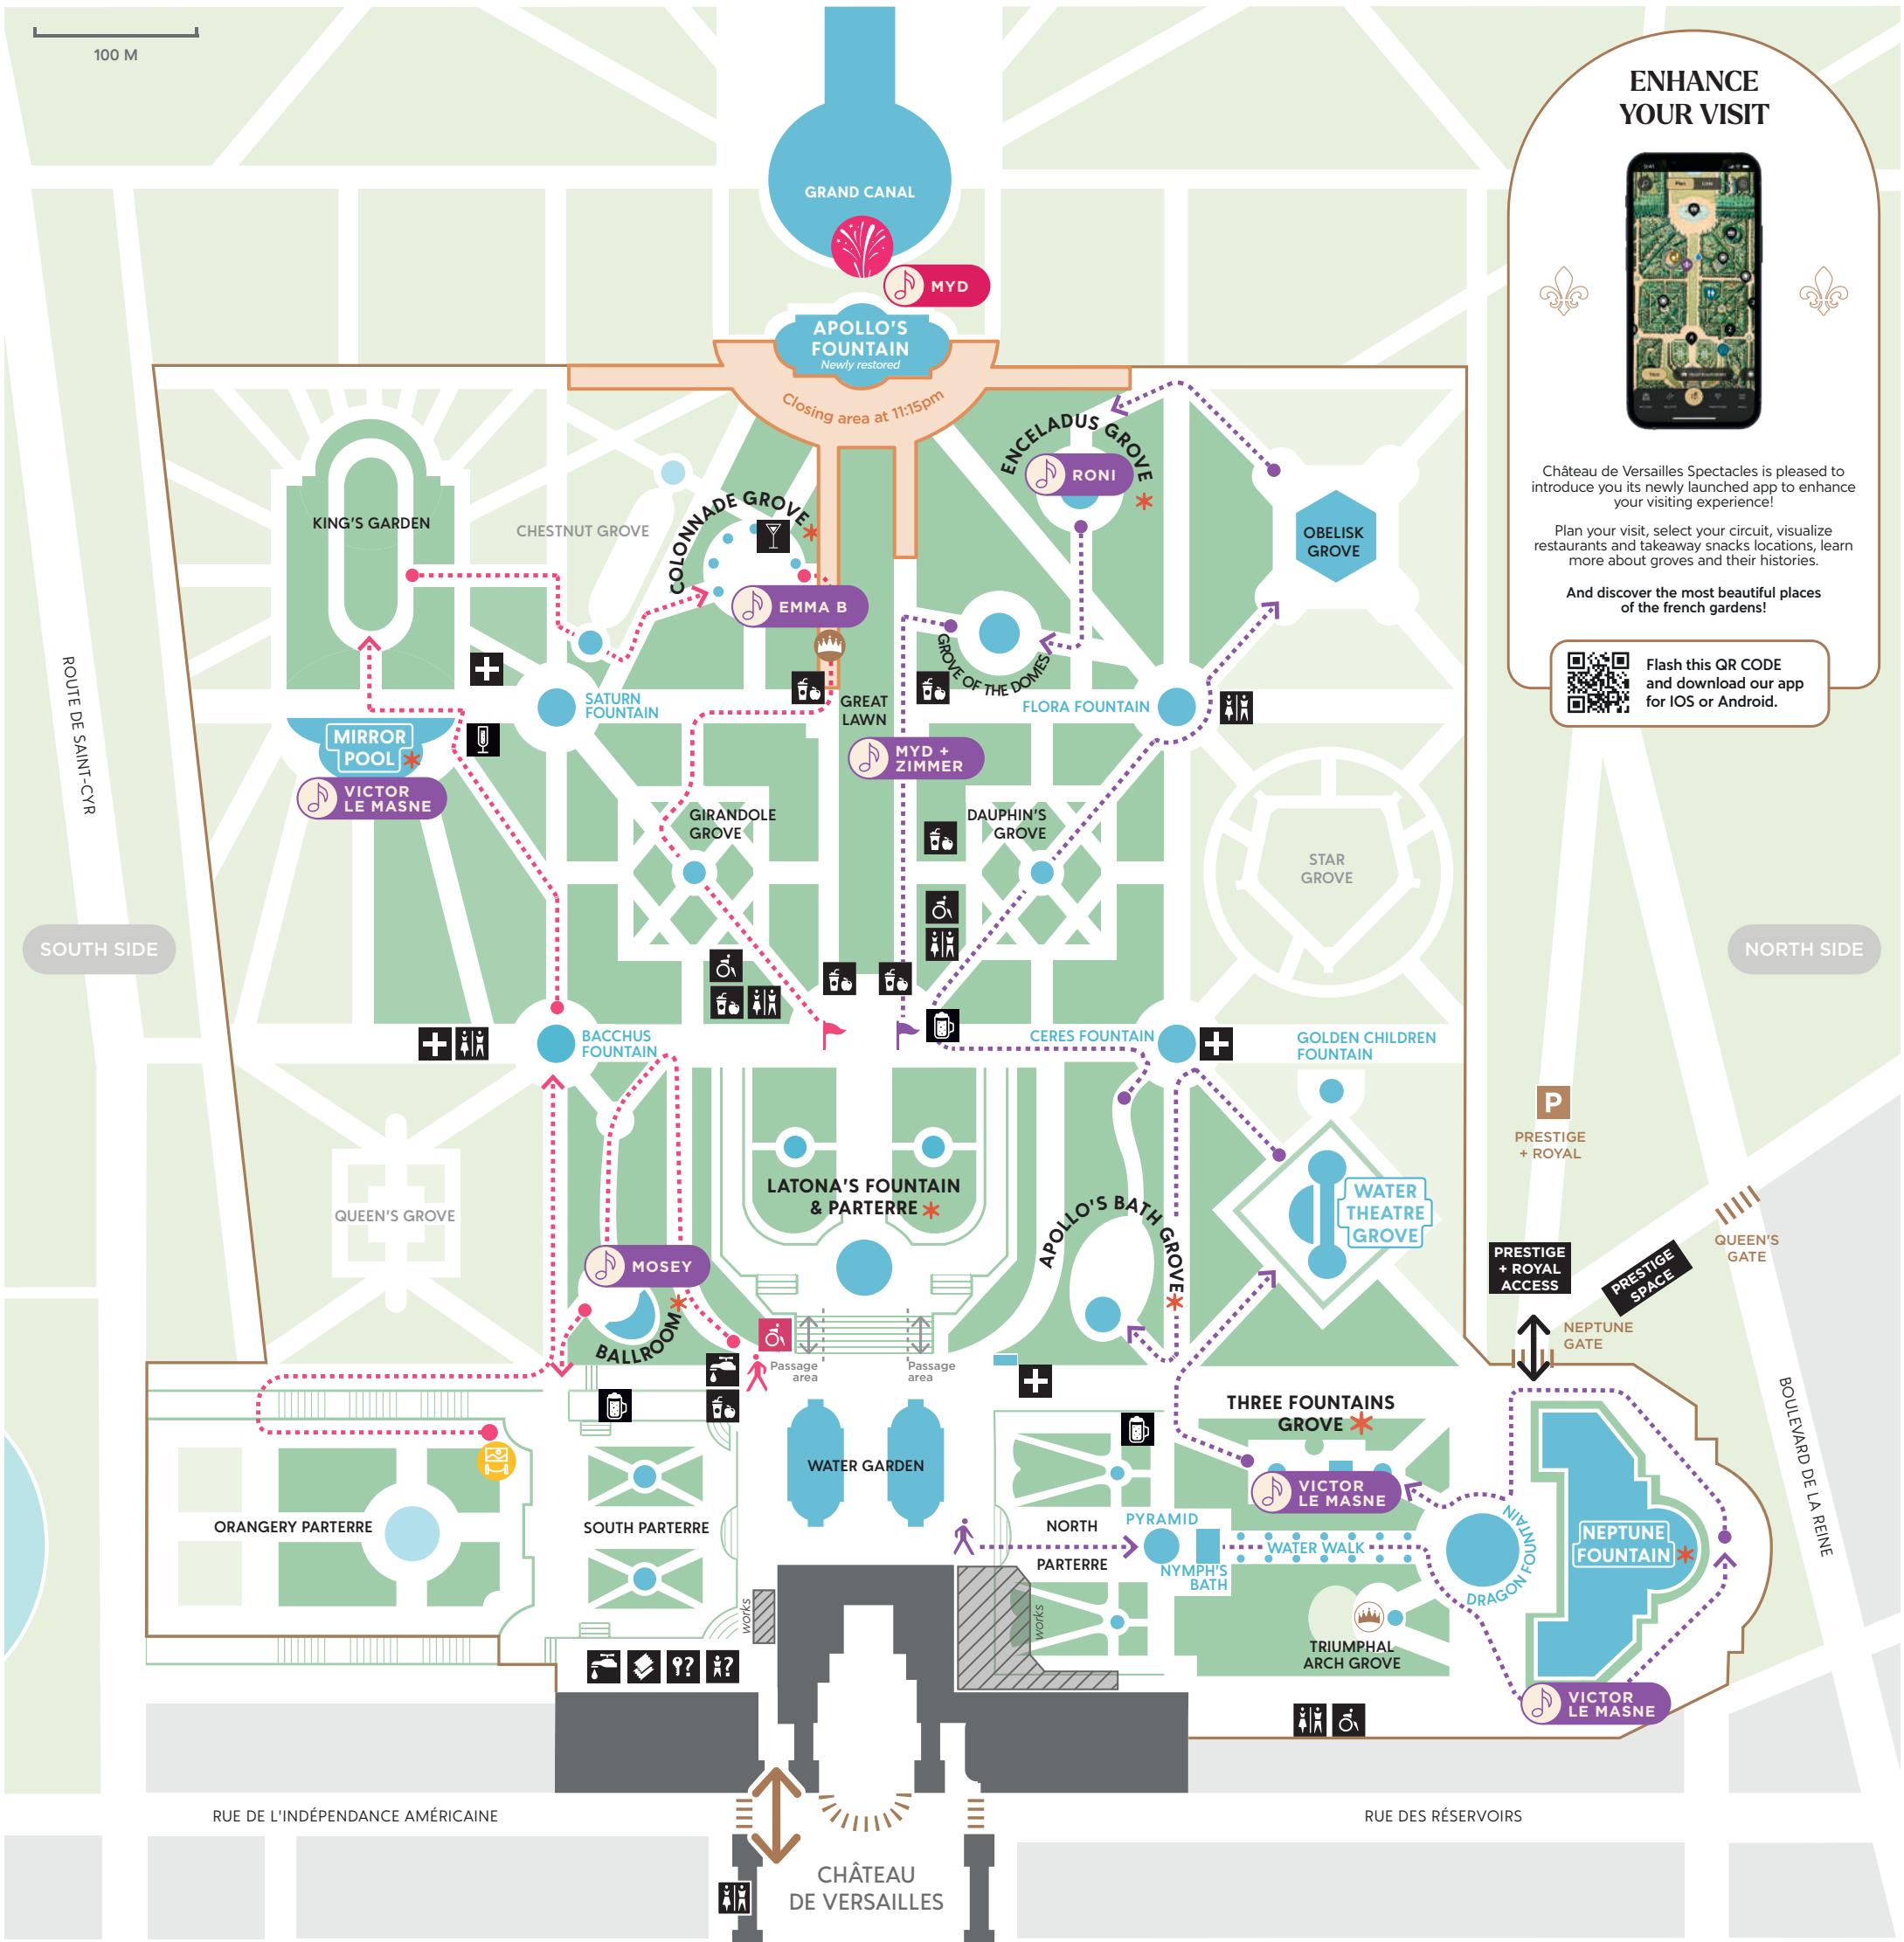 100 M
ENHANCE
YOUR VISIT
Château de Versailles Spectacles is pleased to
introduce you its newly launched app to enhance
your visiting experience!
Plan your visit, select your circuit, visualize
restaurants and takeaway snacks locations, learn
more about groves and their histories.
And discover the most beautiful places
of the french gardens!
Flash this QR CODE
and download our app
for IOS or Android.
GRAND CANAL
MYD
APOLLO'S
FOUNTAIN
Newly restored
Closing area at 11:15pm
ENCELADUS GROVE
RONI
KING'S GARDEN
CHESTNUT GROVE
COLONNADE GROVE
EMMA B
OBELISK
GROVE
GROVE OF THE DOMES
SATURN
FOUNTAIN
GREAT
LAWN
FLORA FOUNTAIN
MIRROR
POOL
VICTOR
LE MASNE
MYD +
ZIMMER
GIRANDOLE
GROVE
DAUPHIN'S
GROVE
STAR
GROVE
ROUTE DE SAINT-CYR
SOUTH SIDE
NORTH SIDE
BACCHUS
FOUNTAIN
CERES FOUNTAIN
GOLDEN CHILDREN
FOUNTAIN
P
PRESTIGE
+ ROYAL
QUEEN'S GROVE
LATONA'S FOUNTAIN
& PARTERRE
APOLLO'S BATH GROVE
WATER
THEATRE
GROVE
QUEEN'S
GATE
PRESTIGE
+ ROYAL
ACCESS
PRESTIGE
SPACE
NEPTUNE
GATE
MOSEY
BALLROOM
Passage
area
Passage
area
THREE FOUNTAINS
GROVE
VICTOR
LE MASNE
BOULEVARD DE LA REINE
WATER GARDEN
ORANGERY PARTERRE
SOUTH PARTERRE
NORTH
PARTERRE
PYRAMID
NYMPH'S
BATH
WATER WALK
DRAGON FOUNTAIN
NEPTUNE
FOUNTAIN
works
works
TRIUMPHAL
ARCH GROVE
VICTOR
LE MASNE
RUE DE L'INDÉPENDANCE AMÉRICAINE
RUE DES RÉSERVOIRS
CHÂTEAU
DE VERSAILLES